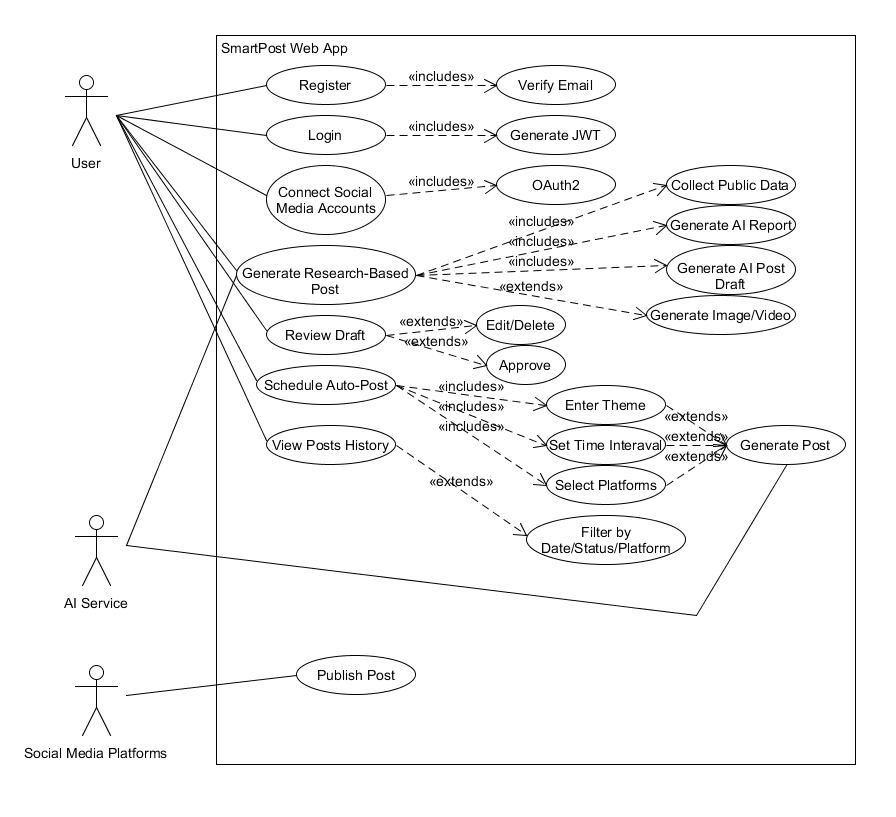 SmartPost Web App
Register
«includes»
Verify Email
User
Login
«includes»
Generate JWT
Connect Social
Media Accounts
«includes»
OAuth2
Collect Public Data
«includes»
Generate AI Report
«includes»
Generate Research-Based
Post
«includes»
Generate AI Post
Draft
«extends»
Generate Image/Video
Review Draft
«extends»
Edit/Delete
«extends»
Approve
Schedule Auto-Post
«includes»
Enter Theme
«extends»
«includes»
Set Time Interaval
«extends»
Generate Post
«includes»
Select Platforms
«extends»
View Posts History
«extends»
Filter by
Date/Status/Platform
AI Service
Publish Post
Social Media Platforms